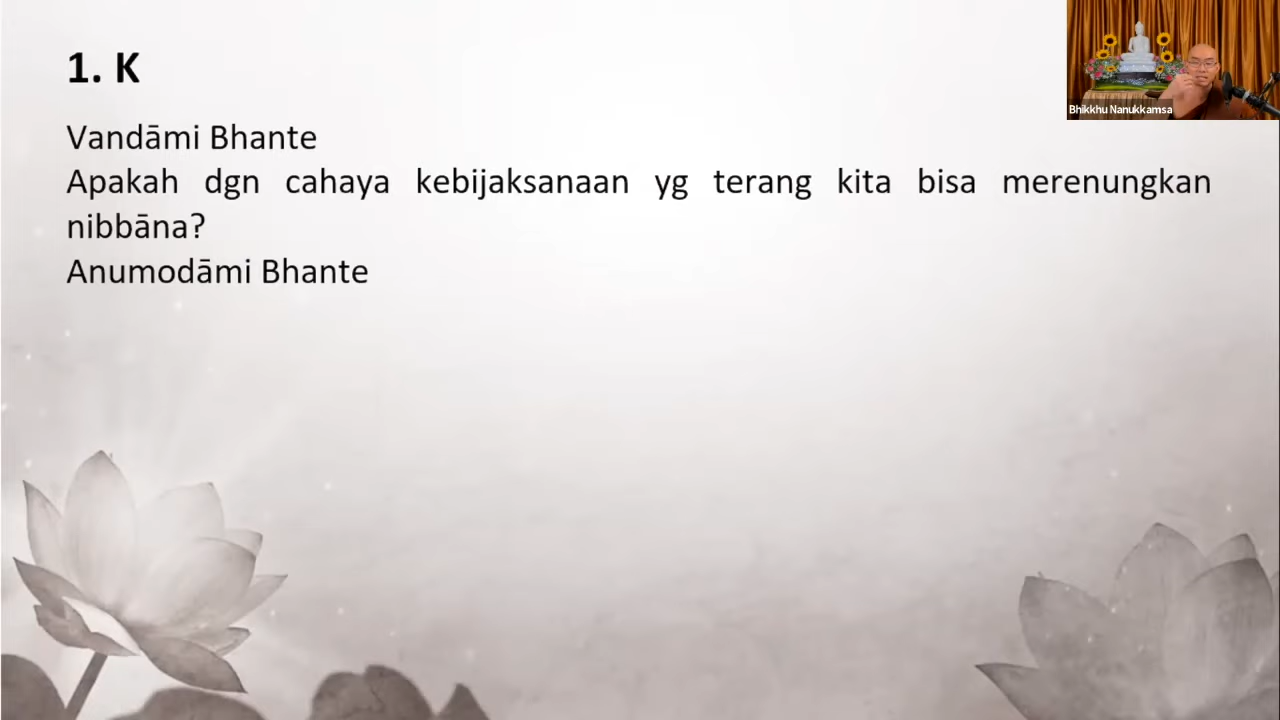 1. K
Vandāmi Bhante
Apakah dgn cahaya kebijaksanaan yg terang kita bisa merenungkan
nibbāna?
Anumodāmi Bhante
Bhikkhu Nanukkamsa